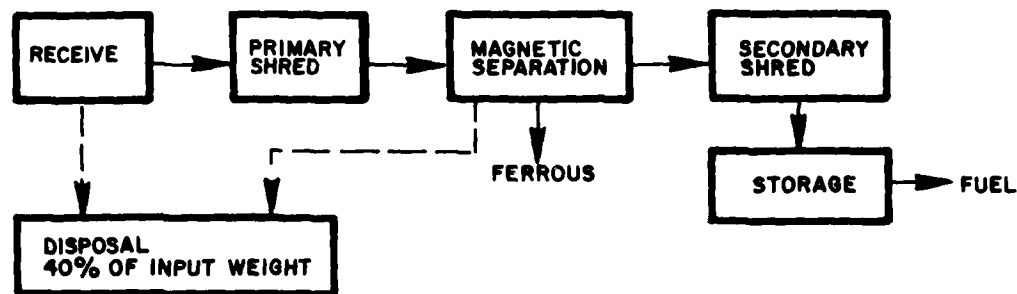 RECEIVE
PRIMARY
SHRED
MAGNETIC
SEPARATION
SECONDARY
SHRED
FERROUS
STORAGE
FUEL
DISPOSAL
40% OF INPUT WEIGHT